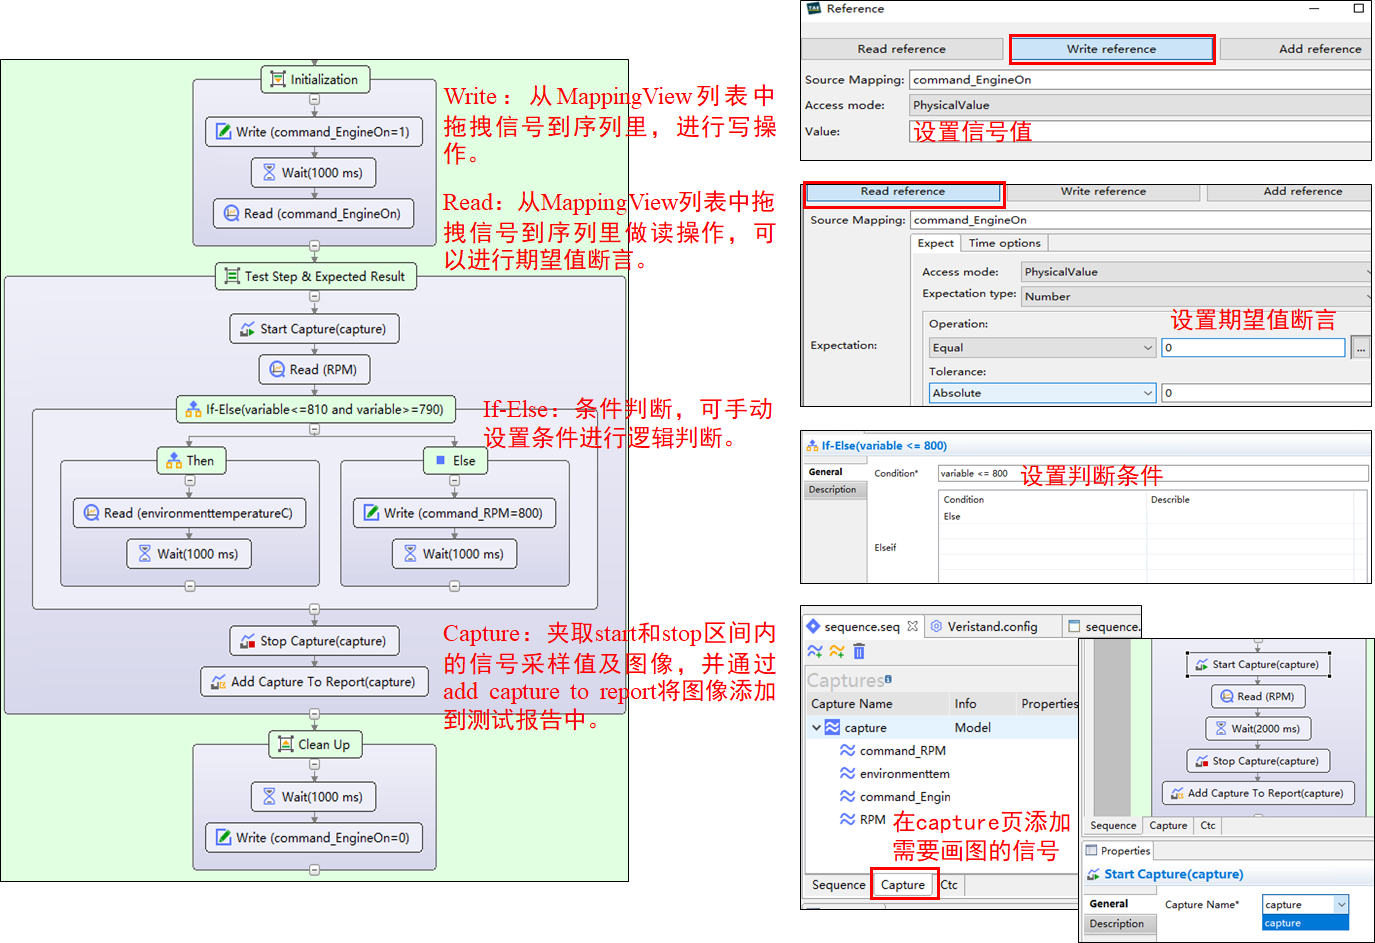 Initialization
Write (command_EngineOn=1)
Wait(1000 ms)
Read (command_EngineOn)
Test Step & Expected Result
Start Capture(capture)
Read (RPM)
If-Else(variable<=810 and variable>=790)
Then
Else
Read (environmenttemperatureC)
Write (command_RPM=800)
Wait(1000 ms)
Wait(1000 ms)
Stop Capture(capture)
Add Capture To Report(capture)
Clean Up
Wait(1000 ms)
Write (command_EngineOn=0)
Write：从MappingView列表中
拖拽信号到序列里，进行写操
作。
Read：从MappingView列表中拖
拽信号到序列里做读操作，可
以进行期望值断言。
If-Else：条件判断，可手动
设置条件进行逻辑判断。
Capture：夹取start和stop区间内
的信号采样值及图像，并通过
add capture to report将图像添加
到测试报告中。
Reference
Read reference
Write reference
Add reference
Source Mapping: command_EngineOn
Access mode: PhysicalValue
Value: 设置信号值
Read reference
Write reference
Add reference
Source Mapping: command_EngineOn
Expect
Time options
Access mode: PhysicalValue
Expectation type: Number
Operation:
设置期望值断言
Expectation:
Equal
0
...
Tolerance:
Absolute
0
If-Else(variable <= 800)
General
Description
Condition*
variable <= 800
设置判断条件
Condition
Describle
Else
Elseif
sequence.seq
Veristand.config
sequence.
Captures
Capture Name
Info
Properties
capture
Model
command_RPM
environmenttem
command_Engin
RPM
在capture页添加
需要画图的信号
Sequence
Capture
Ctc
Start Capture(capture)
Read (RPM)
Wait(2000 ms)
Stop Capture(capture)
Add Capture To Report(capture)
Sequence
Capture
Ctc
Properties
Start Capture(capture)
General
Description
Capture Name*
capture
capture